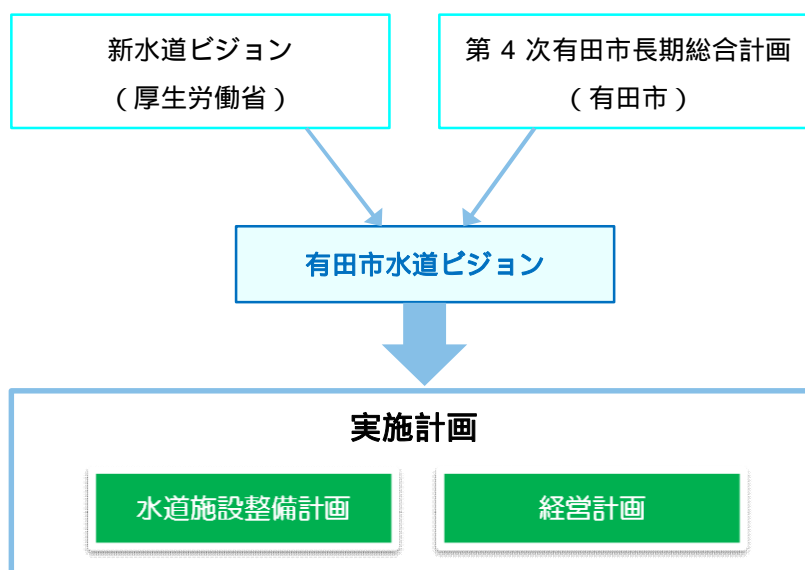 新水道ビジョン
（厚生労働省）
第 4 次有田市長期総合計画
（有田市）
有田市水道ビジョン
実施計画
水道施設整備計画
経営計画